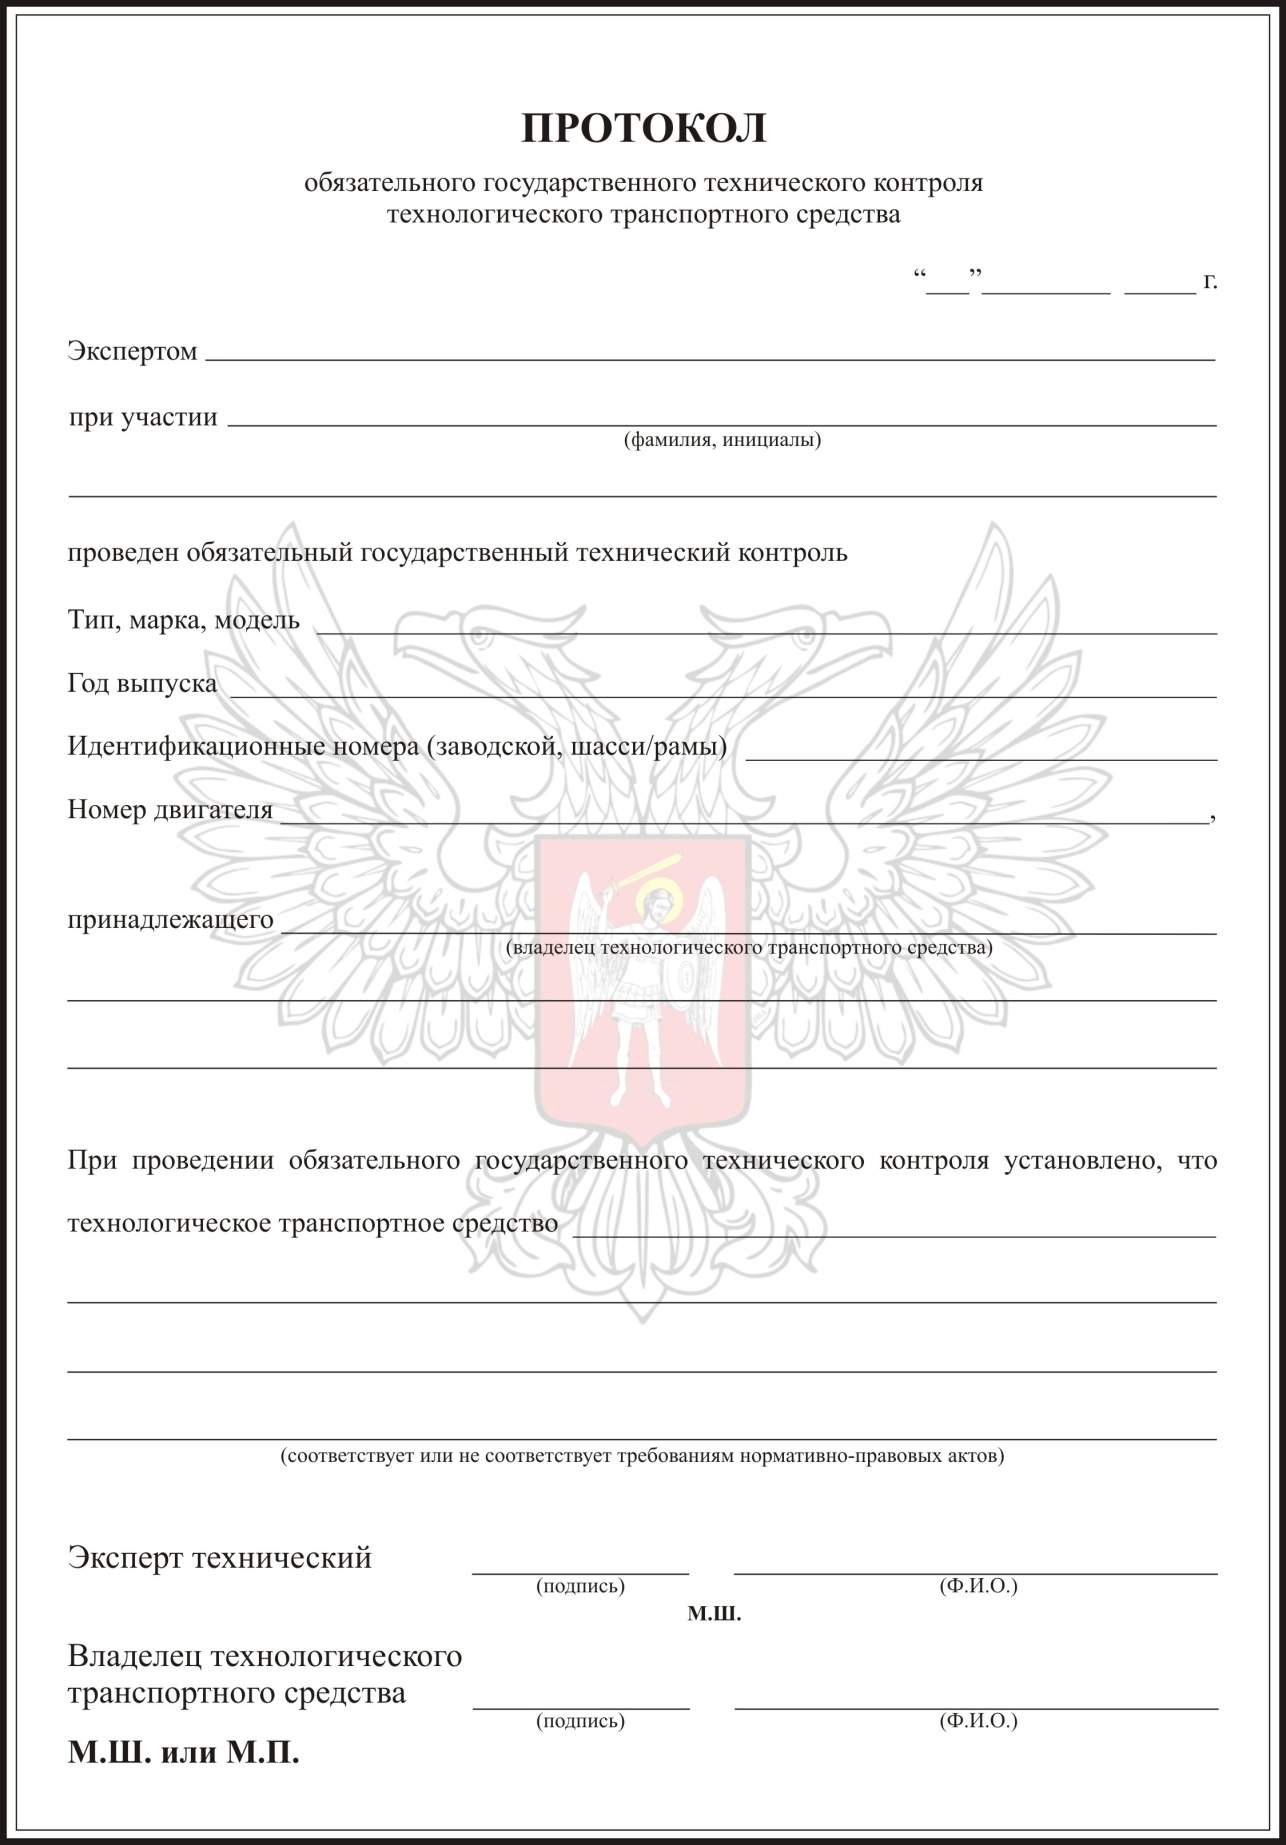 ПРОТОКОЛ
обязательного государственного технического контроля
технологического транспортного средства
“___”_________ _____ г.
Экспертом
при участии
(фамилия, инициалы)
проведен обязательный государственный технический контроль
Тип, марка, модель
Год выпуска
Идентификационные номера (заводской, шасси/рамы)
Номер двигателя ,
принадлежащего
(владелец технологического транспортного средства)
При проведении обязательного государственного технического контроля установлено, что
технологическое транспортное средство
(соответствует или не соответствует требованиям нормативно-правовых актов)
Эксперт технический
(подпись) (Ф.И.О.)
М.Ш.
Владелец технологического
транспортного средства
(подпись) (Ф.И.О.)
М.Ш. или М.П.